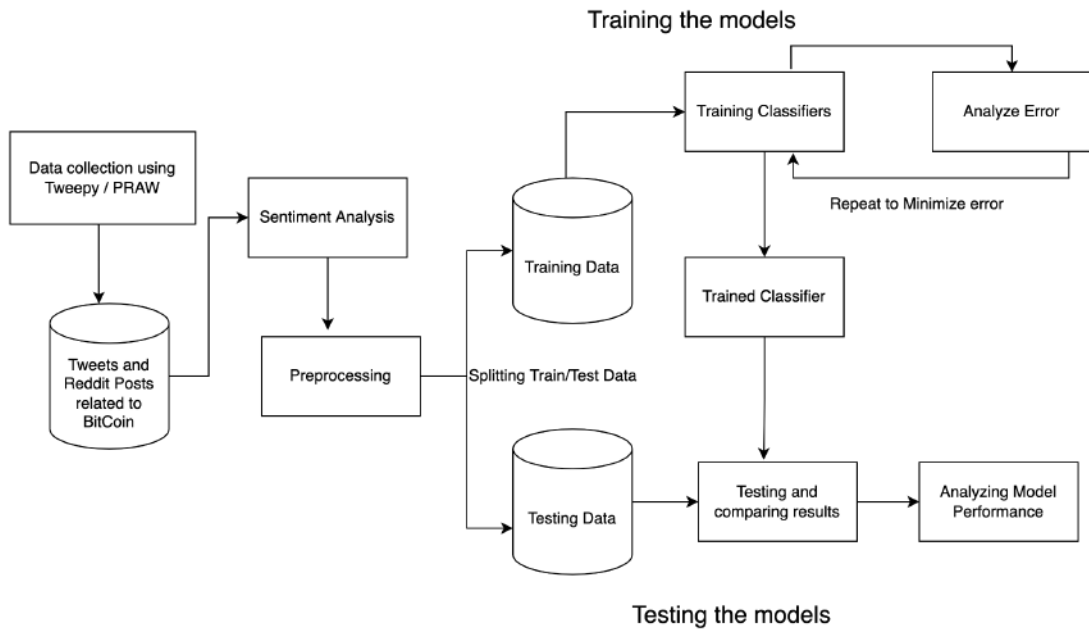 Training the models
Training Classifiers
Analyze Error
Data collection using
Tweepy / PRAW
Sentiment Analysis
Repeat to Minimize error
Training Data
Trained Classifier
Tweets and
Reddit Posts
related to
BitCoin
Preprocessing
Splitting Train/Test Data
Testing Data
Testing and
comparing results
Analyzing Model
Performance
Testing the models